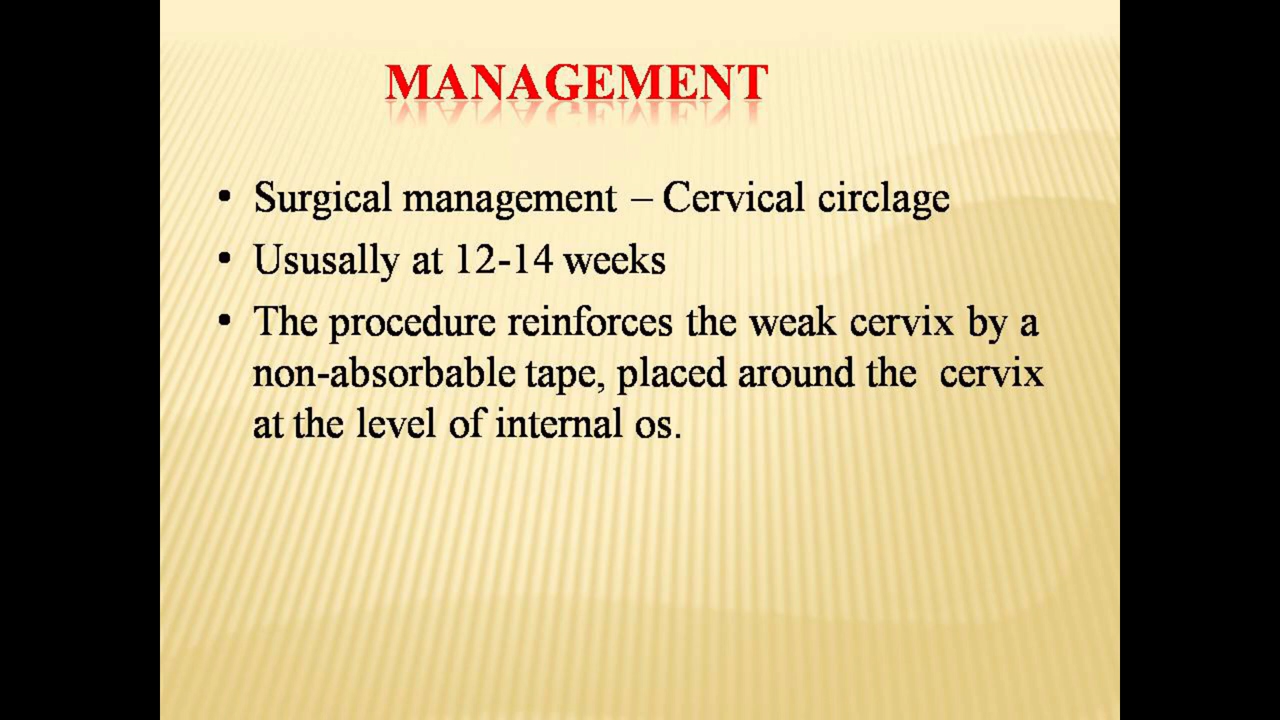 MANAGEMENT
• Surgical management – Cervical circlage
• Ususally at 12-14 weeks
• The procedure reinforces the weak cervix by a
non-absorbable tape, placed around the  cervix
at the level of internal os.